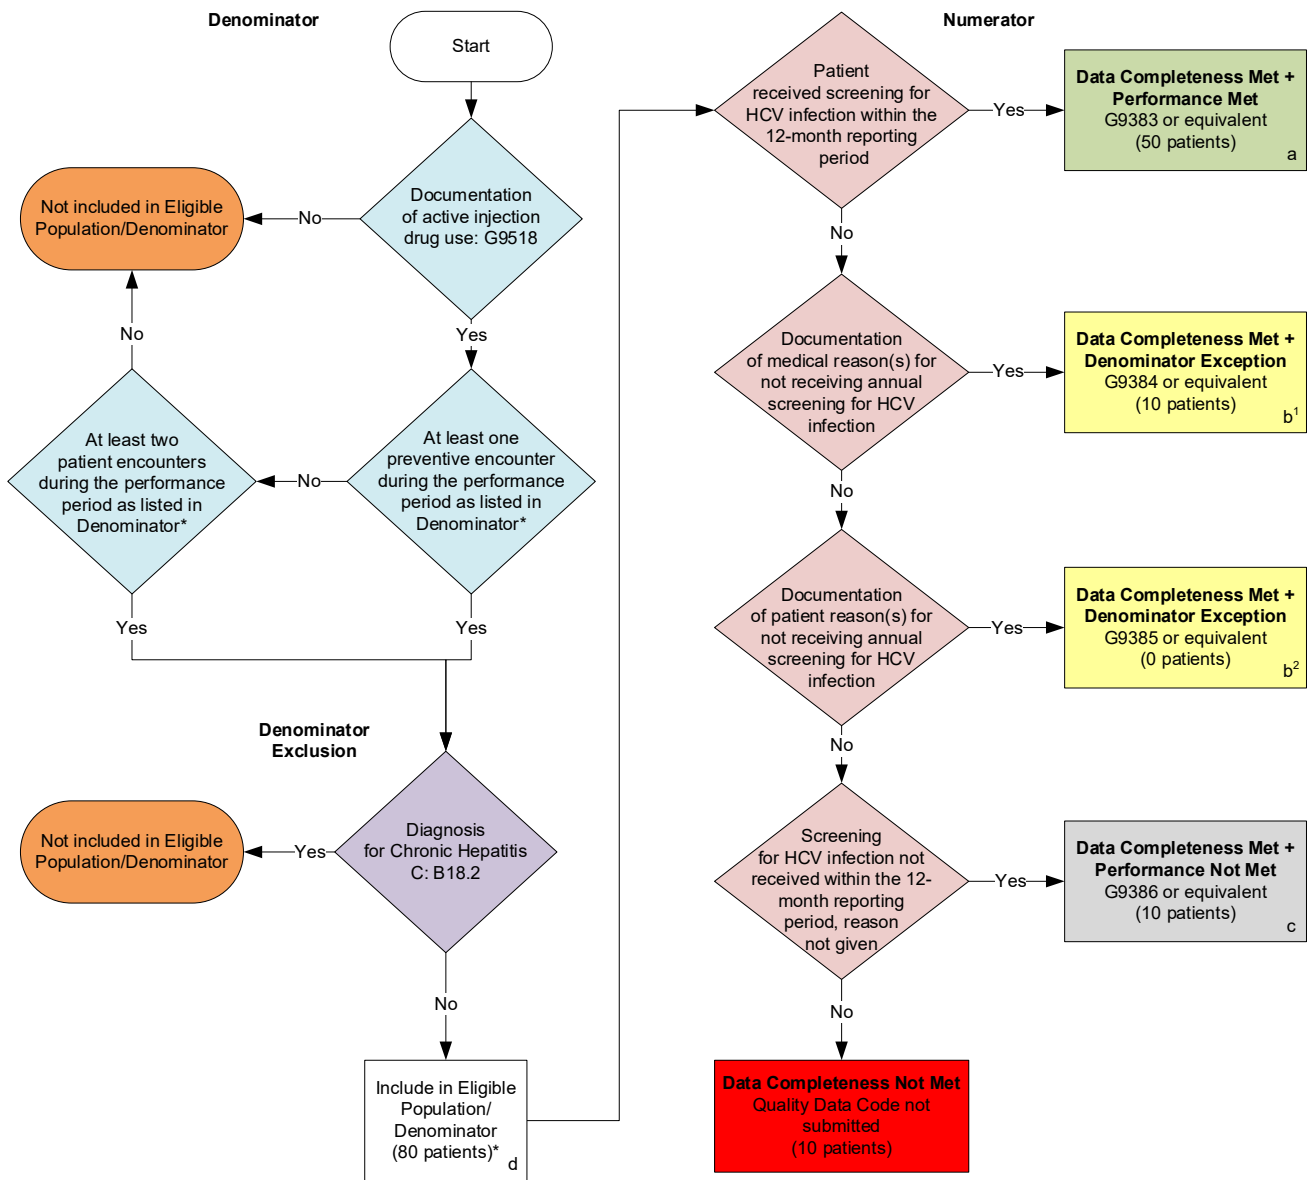 Denominator
Start
Documentation
of active injection
drug use: G9518
No
Not included in Eligible
Population/Denominator
Yes
No
At least one
preventive encounter
during the performance
period as listed in
Denominator*
No
At least two
patient encounters
during the performance
period as listed in
Denominator*
Yes
Yes
Denominator
Exclusion
Diagnosis
for Chronic Hepatitis
C: B18.2
Yes
Not included in Eligible
Population/Denominator
No
Include in Eligible
Population/
Denominator
(80 patients)*
d
Numerator
Patient
received screening for
HCV infection within the
12-month reporting
period
Yes
Data Completeness Met +
Performance Met
G9383 or equivalent
(50 patients)
a
No
Documentation
of medical reason(s) for
not receiving annual
screening for HCV
infection
Yes
Data Completeness Met +
Denominator Exception
G9384 or equivalent
(10 patients)
b¹
No
Documentation
of patient reason(s) for
not receiving annual
screening for HCV
infection
Yes
Data Completeness Met +
Denominator Exception
G9385 or equivalent
(0 patients)
b²
No
Screening
for HCV infection not
received within the 12-
month reporting
period, reason
not given
Yes
Data Completeness Met +
Performance Not Met
G9386 or equivalent
(10 patients)
c
No
Data Completeness Not Met
Quality Data Code not
submitted
(10 patients)